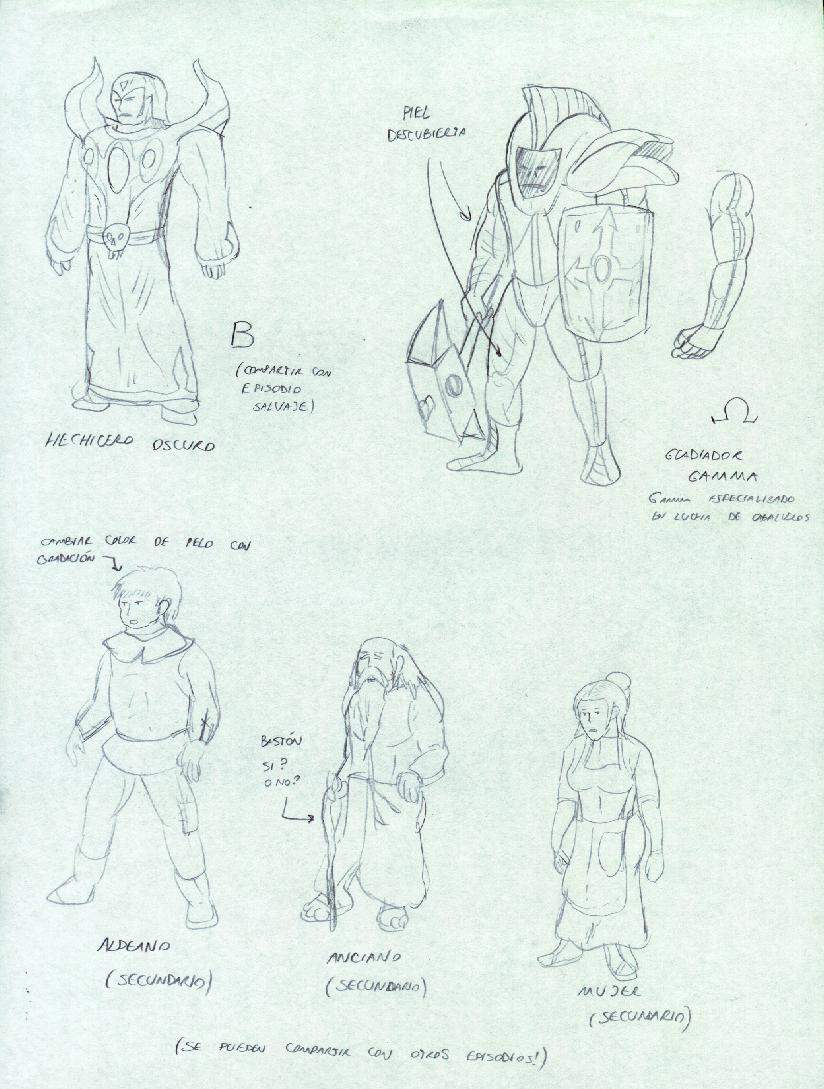 PIEL
DESCUBIERTA
B
(COMPARTIR CON
EPISODIO
SALVAJE)
HECHICERO OSCURO
Ω
GLADIADOR
GAMMA
GAMMA ESPECIALIZADO
EN LUCHA DE
CAMBIAR COLOR DE PELO CON
GRADACIÓN
BASTÓN
SI?
O NO?
ALDEANO
(SECUNDARIO)
ANCIANO
(SECUNDARIO)
MUJER
(SECUNDARIO)
(SE PUEDEN COMPARTIR CON OTROS EPISODIOS!)